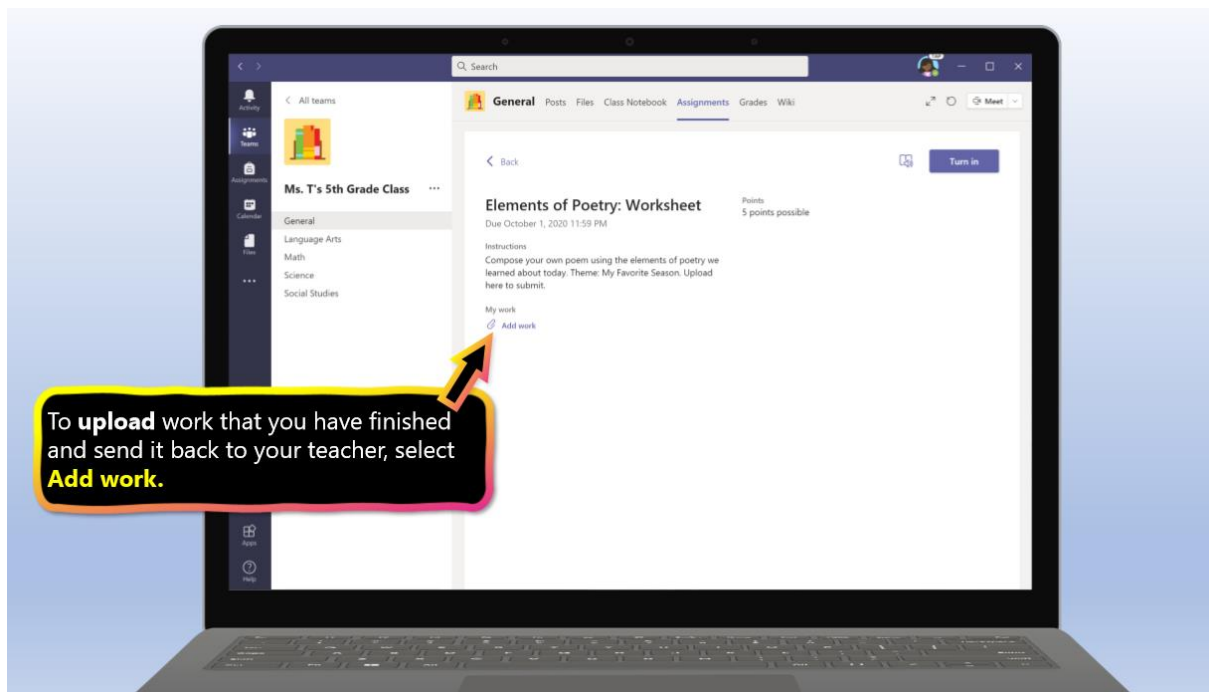 Search
Activity
Teams
Assignments
Calendar
Files
Apps
Help
All teams
Ms. T's 5th Grade Class
General
Language Arts
Math
Science
Social Studies
General Posts Files Class Notebook Assignments Grades Wiki
Meet
Back
Turn in
Elements of Poetry: Worksheet
Due October 1, 2020 11:59 PM
Points
5 points possible
Instructions
Compose your own poem using the elements of poetry we
learned about today. Theme: My Favorite Season. Upload
here to submit.
My work
Add work
To upload work that you have finished
and send it back to your teacher, select
Add work.